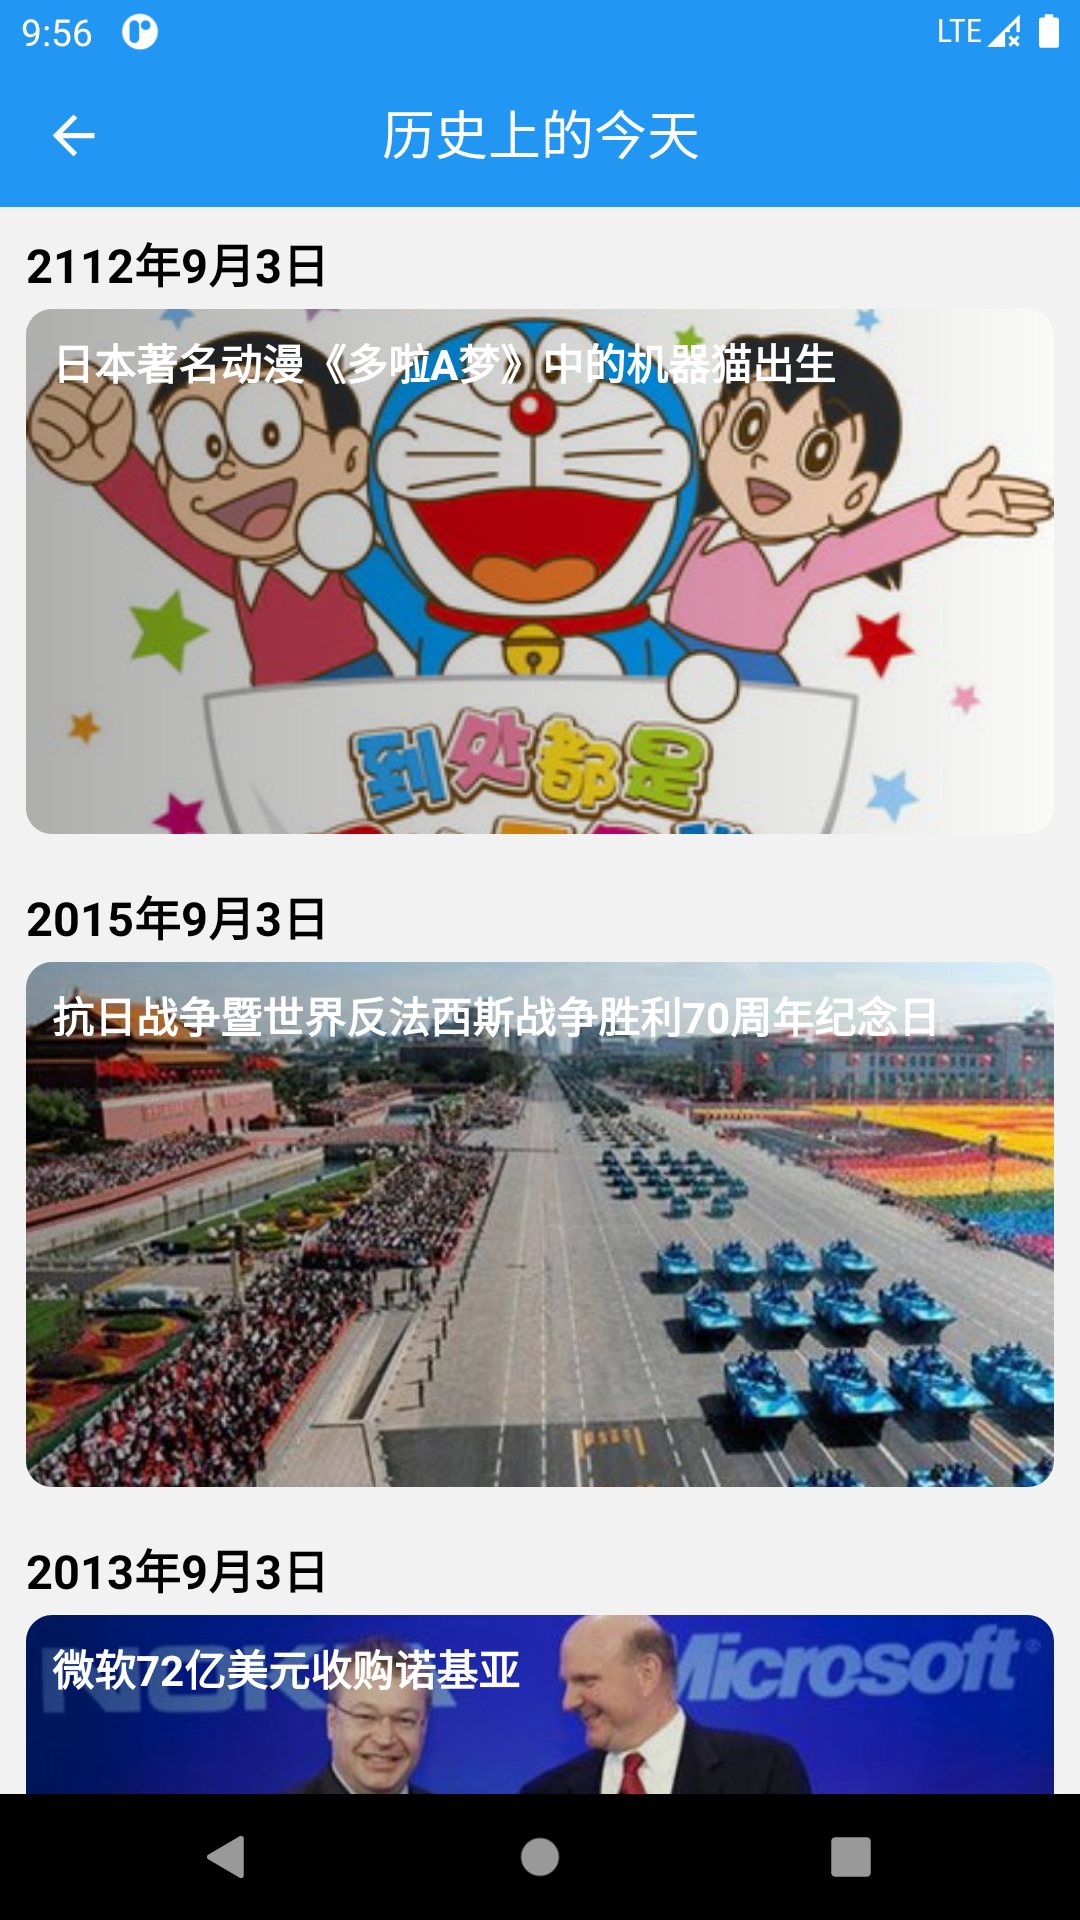 9:56
LTE
历史上的今天
2112年9月3日
日本著名动漫《多啦A梦》中的机器猫出生
到处都是
2015年9月3日
抗日战争暨世界反法西斯战争胜利70周年纪念日
2013年9月3日
NOKIA
Microsoft®
微软72亿美元收购诺基亚